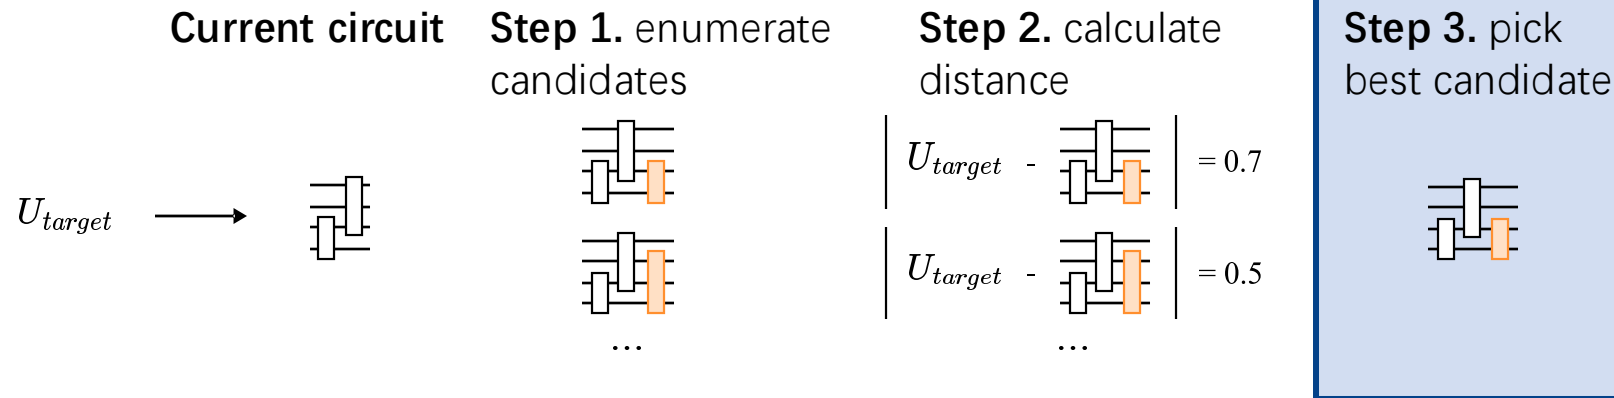 Current circuit
Step 1. enumerate
candidates
Step 2. calculate
distance
Step 3. pick
best candidate
U_target
U_target - = 0.7
U_target - = 0.5
...
...